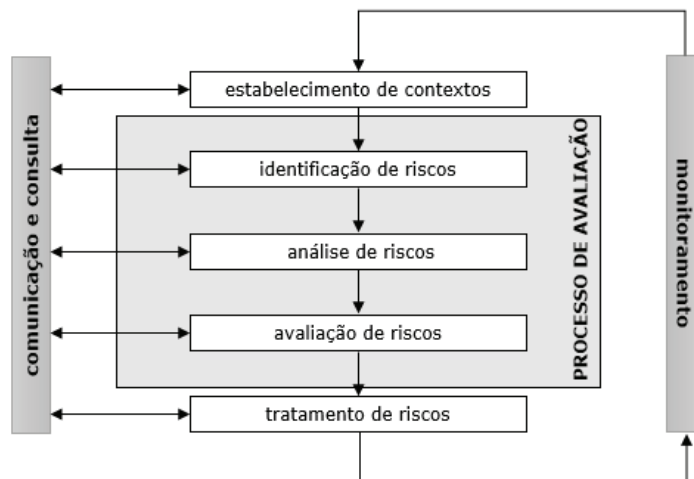 estabelecimento de contextos
identificação de riscos
análise de riscos
avaliação de riscos
tratamento de riscos
comunicação e consulta
PROCESSO DE AVALIAÇÃO
monitoramento